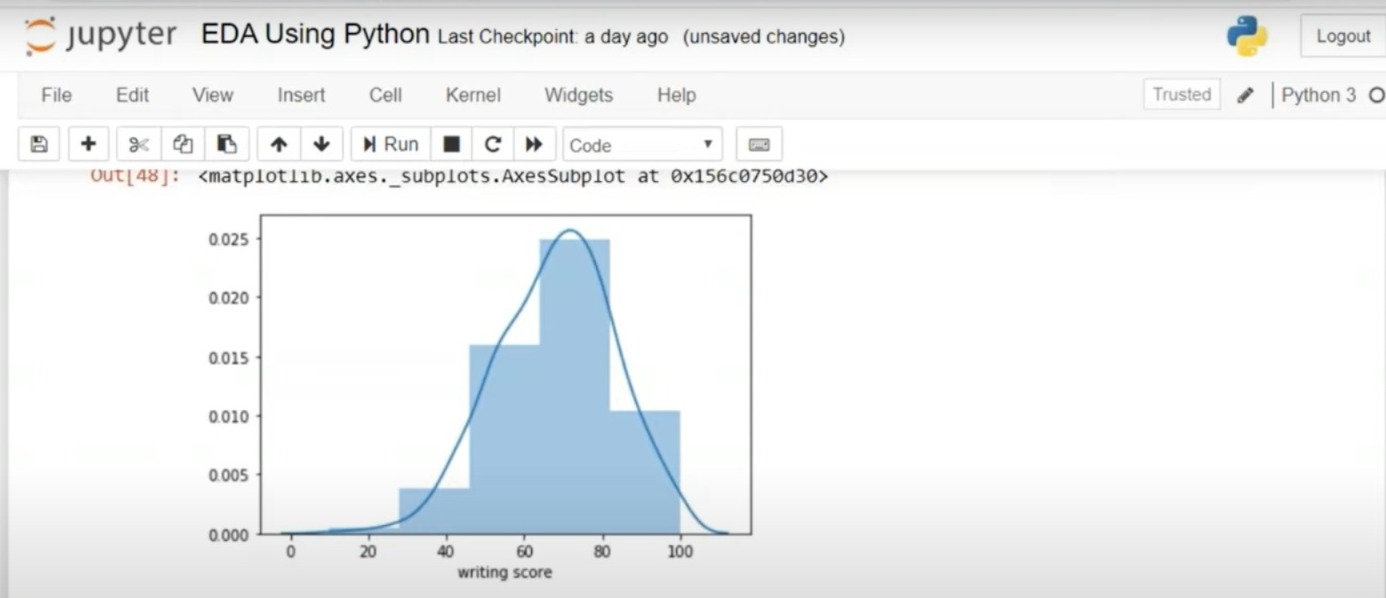 jupyter EDA Using Python Last Checkpoint: a day ago (unsaved changes) Logout
File Edit View Insert Cell Kernel Widgets Help Trusted Python 3
Run Code
Out[48]: <matplotlib.axes._subplots.AxesSubplot at 0x156c0750d30>
0.025
0.020
0.015
0.010
0.005
0.000
0 20 40 60 80 100
writing score